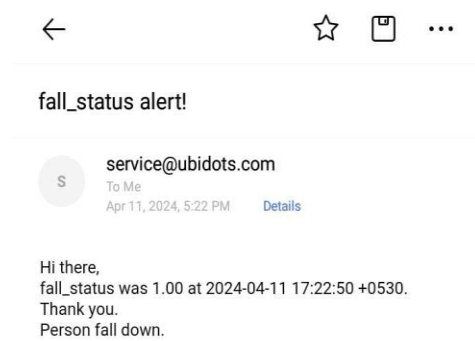 fall_status alert!
S
service@ubidots.com
To Me
Apr 11, 2024, 5:22 PM Details
Hi there,
fall_status was 1.00 at 2024-04-11 17:22:50 +0530.
Thank you.
Person fall down.